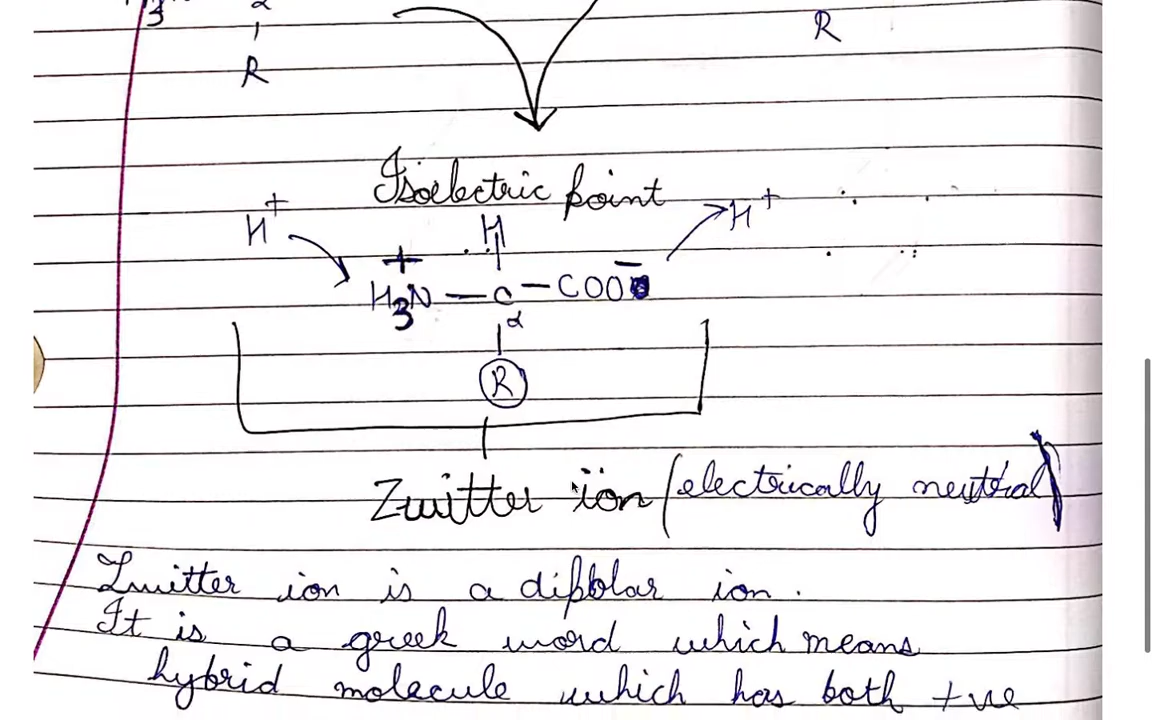 H3N α
R R
Isoelectric point
H+ H H+
+ −
H3N — C — COO
α
R
Zwitter ion (electrically neutral)
Zwitter ion is a dipolar ion.
It is a greek word which means
hybrid molecule which has both +ve